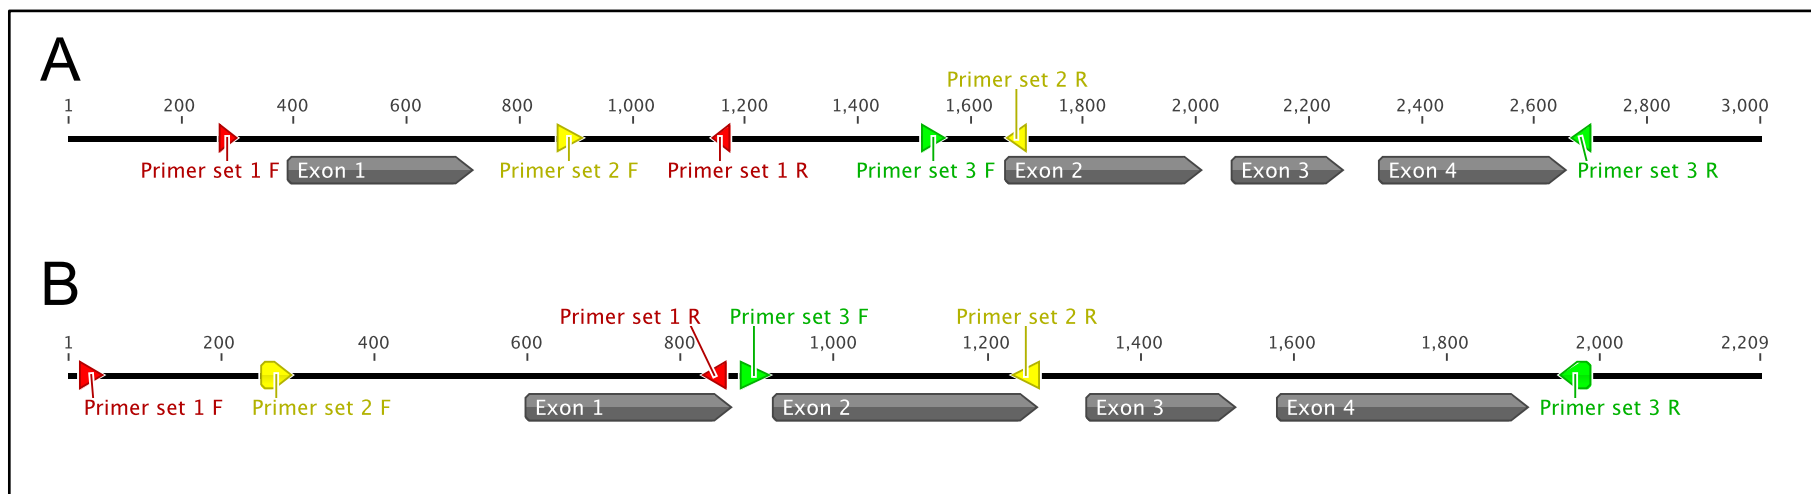 A
Primer set 2 R
1 200 400 600 800 1,000 1,200 1,400 1,600 1,800 2,000 2,200 2,400 2,600 2,800 3,000
Primer set 1 F Exon 1 Primer set 2 F Primer set 1 R Primer set 3 F Exon 2 Exon 3 Exon 4 Primer set 3 R
B
Primer set 1 R Primer set 3 F Primer set 2 R
1 200 400 600 800 1,000 1,200 1,400 1,600 1,800 2,000 2,209
Primer set 1 F Primer set 2 F Exon 1 Exon 2 Exon 3 Exon 4 Primer set 3 R